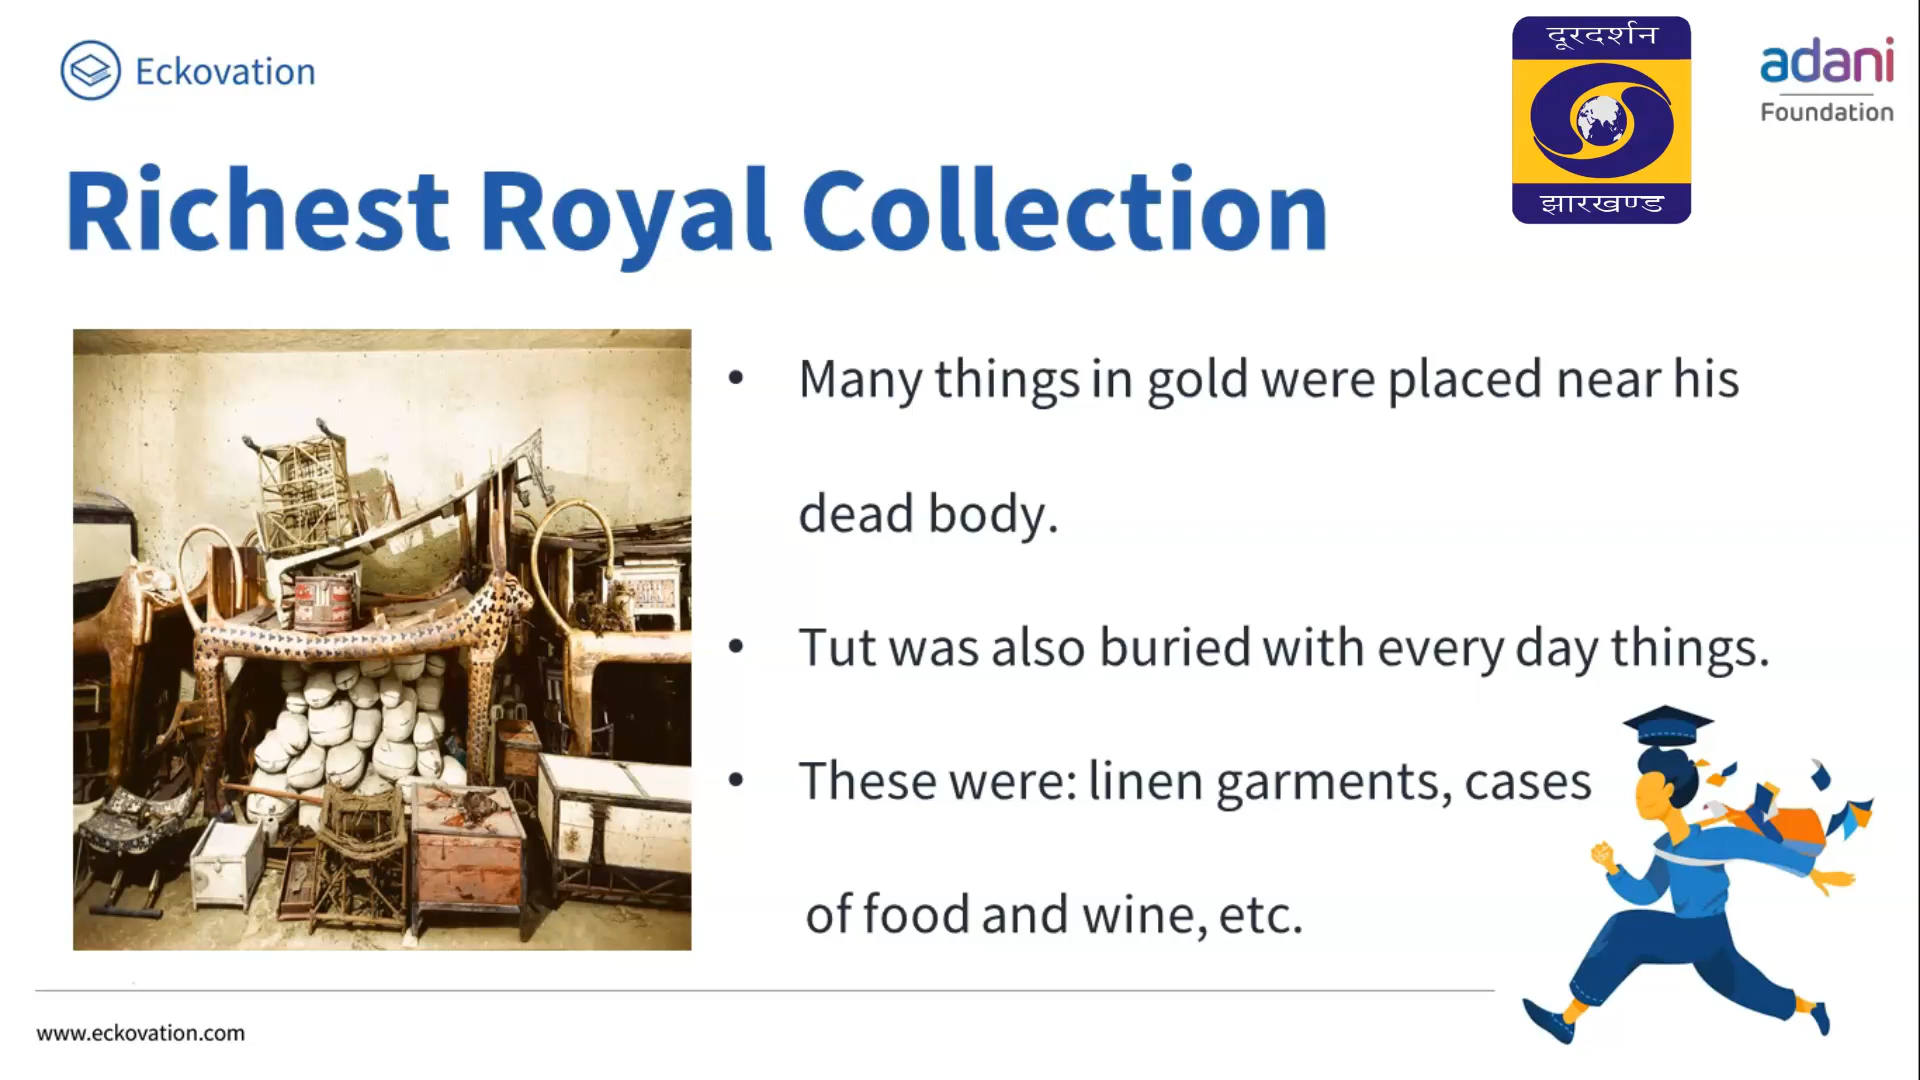 Eckovation
दूरदर्शन
झारखण्ड
adani
Foundation
Richest Royal Collection
• Many things in gold were placed near his
dead body.
• Tut was also buried with every day things.
• These were: linen garments, cases
of food and wine, etc.
www.eckovation.com